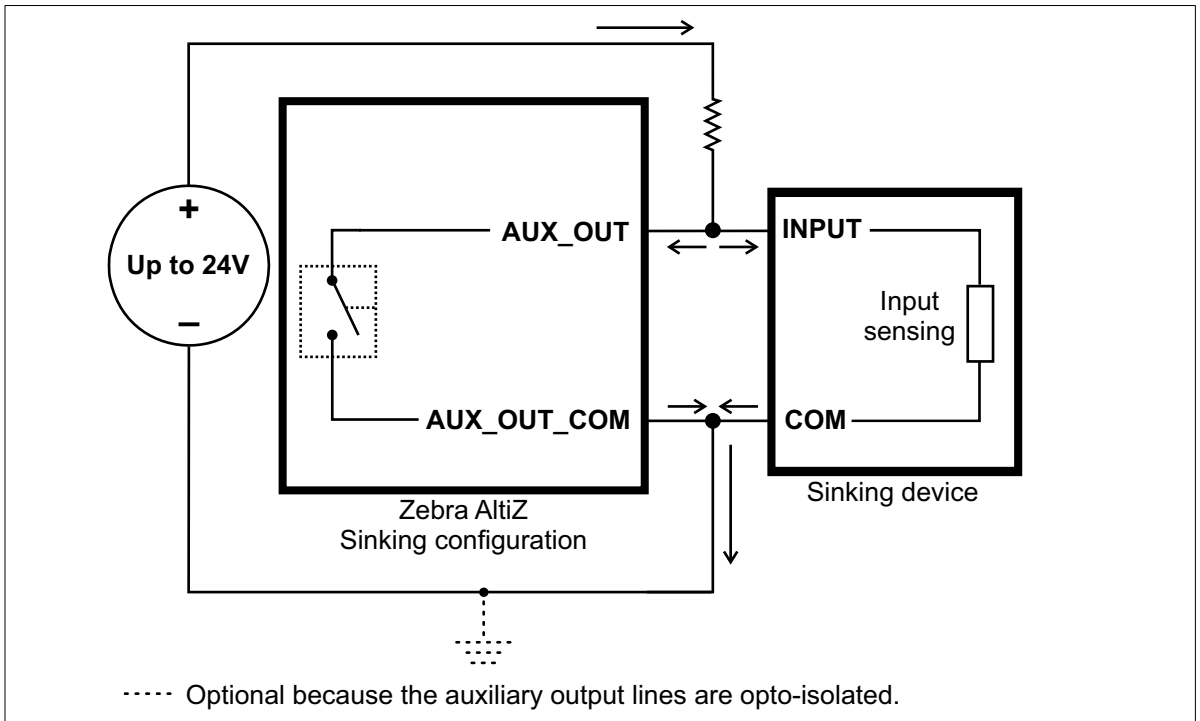 +
Up to 24V
–
AUX_OUT
AUX_OUT_COM
Zebra AltiZ
Sinking configuration
INPUT
Input
sensing
COM
Sinking device
Optional because the auxiliary output lines are opto-isolated.